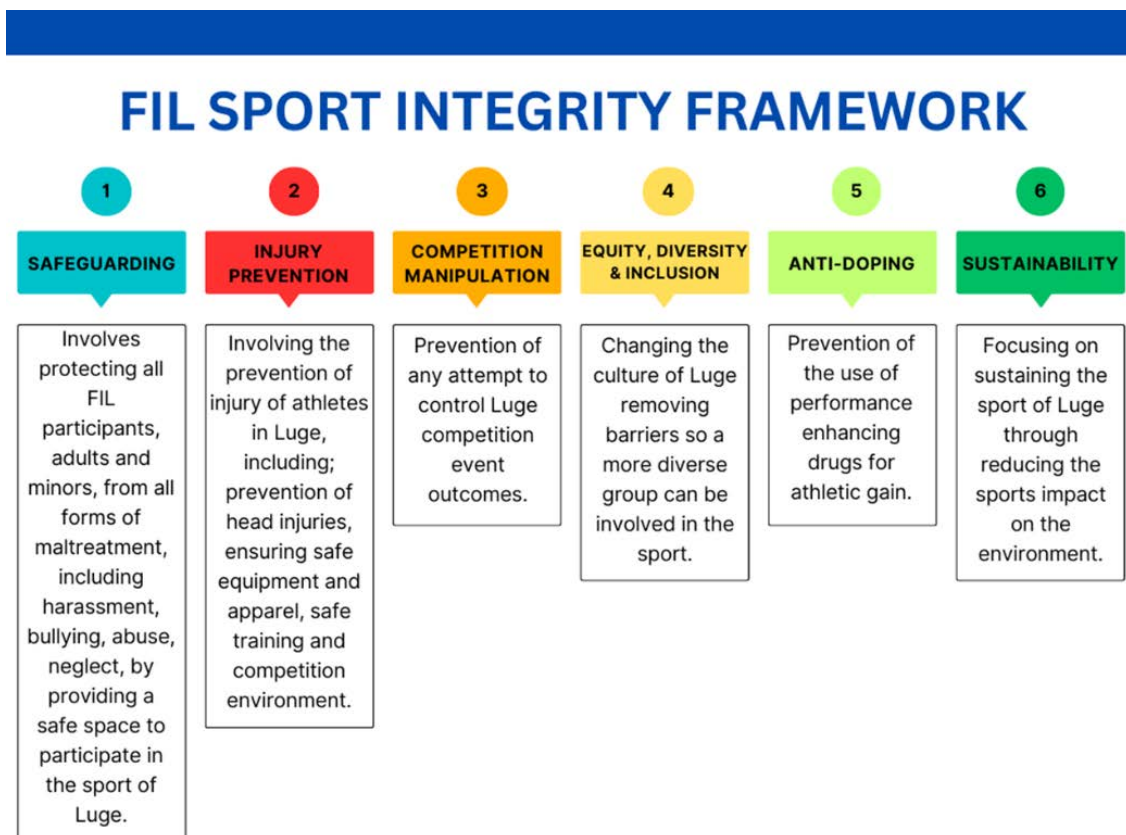 FIL SPORT INTEGRITY FRAMEWORK
1
SAFEGUARDING
Involves
protecting all
FIL
participants,
adults and
minors, from all
forms of
maltreatment,
including
harassment,
bullying, abuse,
neglect, by
providing a
safe space to
participate in
the sport of
Luge.
2
INJURY
PREVENTION
Involving the
prevention of
injury of athletes
in Luge,
including;
prevention of
head injuries,
ensuring safe
equipment and
apparel, safe
training and
competition
environment.
3
COMPETITION
MANIPULATION
Prevention of
any attempt to
control Luge
competition
event
outcomes.
4
EQUITY, DIVERSITY
& INCLUSION
Changing the
culture of Luge
removing
barriers so a
more diverse
group can be
involved in the
sport.
5
ANTI-DOPING
Prevention of
the use of
performance
enhancing
drugs for
athletic gain.
6
SUSTAINABILITY
Focusing on
sustaining the
sport of Luge
through
reducing the
sports impact
on the
environment.